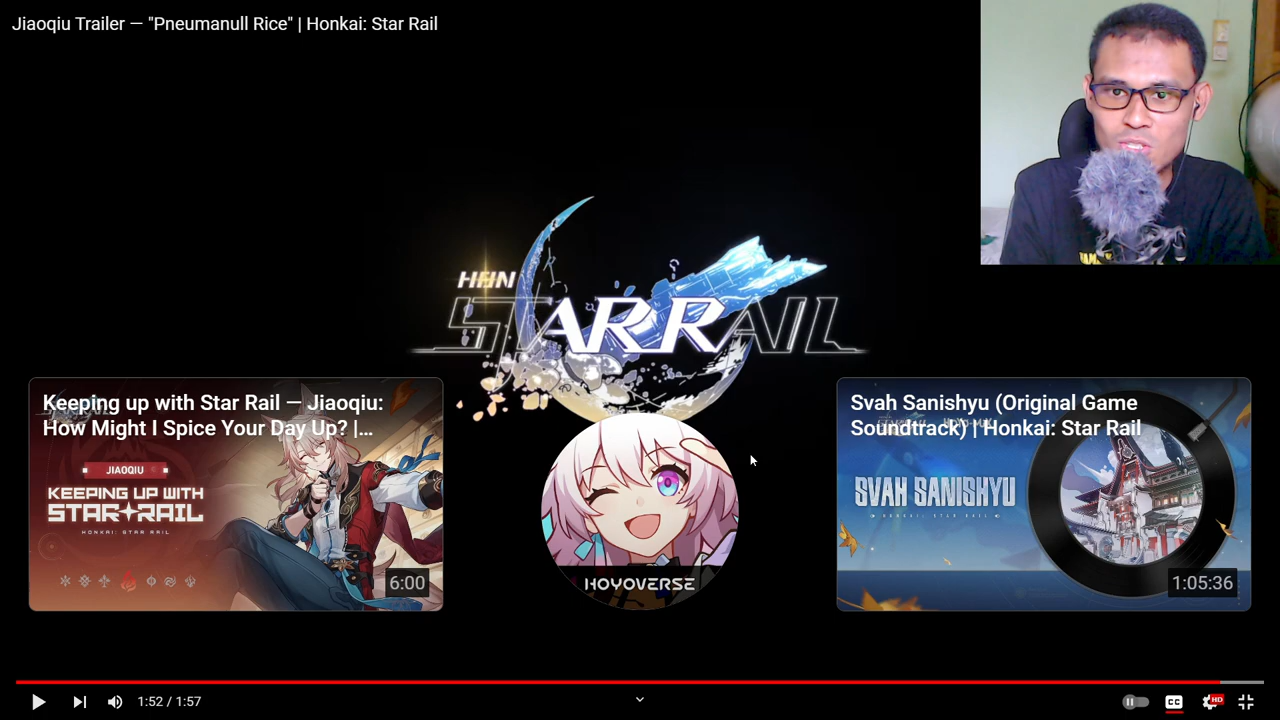 Jiaoqiu Trailer — "Pneumanull Rice" | Honkai: Star Rail
STAR RAIL
Keeping up with Star Rail — Jiaoqiu:
How Might I Spice Your Day Up? |...
JIAOQIU
KEEPING UP WITH
STAR RAIL
HONKAI: STAR RAIL
6:00
HOYOVERSE
Svah Sanishyu (Original Game
Soundtrack) | Honkai: Star Rail
SVAH SANISHYU
HONKAI: STAR RAIL
1:05:36
1:52 / 1:57
CC
HD